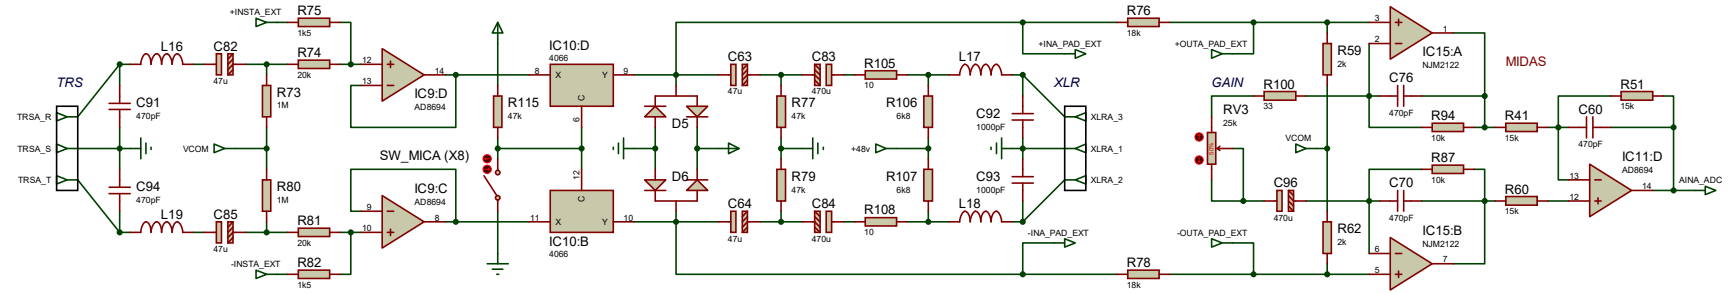 +INSTA_EXT
R75
1k5
L16
C82
47u
R74
20k
TRS
C91
470pF
R73
1M
12
13
14
IC9:D
AD8694
TRSA_R
TRSA_S
TRSA_T
VCOM
C94
470pF
R80
1M
L19
C85
47u
R81
20k
-INSTA_EXT
R82
1k5
SW_MICA (X8)
9
10
8
IC9:C
AD8694
R115
47k
IC10:D
4066
8
X
Y
9
C
6
12
C
11
X
Y
10
IC10:B
4066
D5
D6
C63
47u
C83
470u
R105
10
R77
47k
R79
47k
C64
47u
C84
470u
R108
10
R106
6k8
+48v
R107
6k8
L17
L18
C92
1000pF
C93
1000pF
XLR
XLRA_3
XLRA_1
XLRA_2
+INA_PAD_EXT
-INA_PAD_EXT
R76
18k
R78
18k
+OUTA_PAD_EXT
-OUTA_PAD_EXT
GAIN
R100
33
RV3
25k
50%
C96
470u
VCOM
R59
2k
R62
2k
3
2
1
IC15:A
NJM2122
C76
470pF
R94
10k
R87
10k
C70
470pF
6
5
7
IC15:B
NJM2122
MIDAS
R41
15k
R60
15k
R51
15k
C60
470pF
IC11:D
AD8694
13
12
14
AINA_ADC